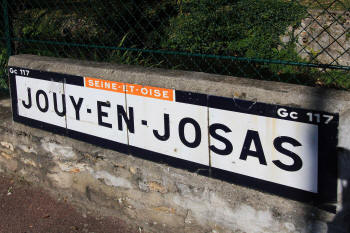 Gc 117
SEINE-ET-OISE
Gc 117
JOUY-EN-JOSAS